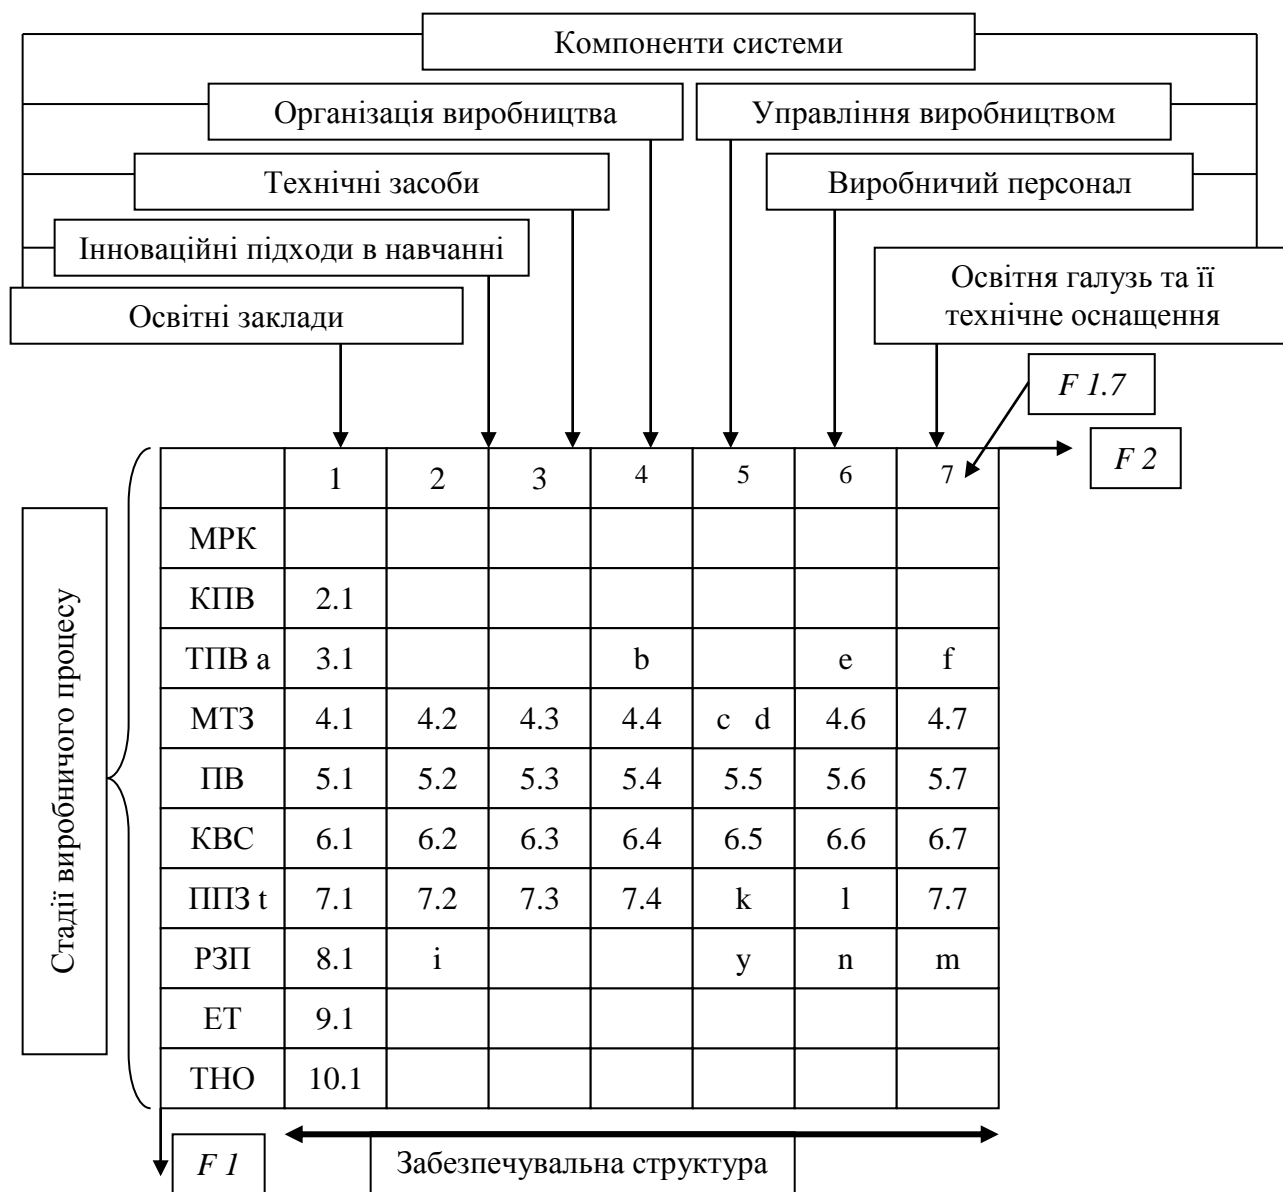 Компоненти системи
Організація виробництва
Управління виробництвом
Технічні засоби
Виробничий персонал
Інноваційні підходи в навчанні
Освітня галузь та її
технічне оснащення
Освітні заклади
F 1.7
F 2
1 2 3 4 5 6 7
МРК
КПВ 2.1
ТПВ а 3.1 b e f
МТЗ 4.1 4.2 4.3 4.4 c d 4.6 4.7
ПВ 5.1 5.2 5.3 5.4 5.5 5.6 5.7
КВС 6.1 6.2 6.3 6.4 6.5 6.6 6.7
ППЗ t 7.1 7.2 7.3 7.4 k l 7.7
РЗП 8.1 i y n m
ЕТ 9.1
ТНО 10.1
Стадії виробничого процесу
F 1
Забезпечувальна структура